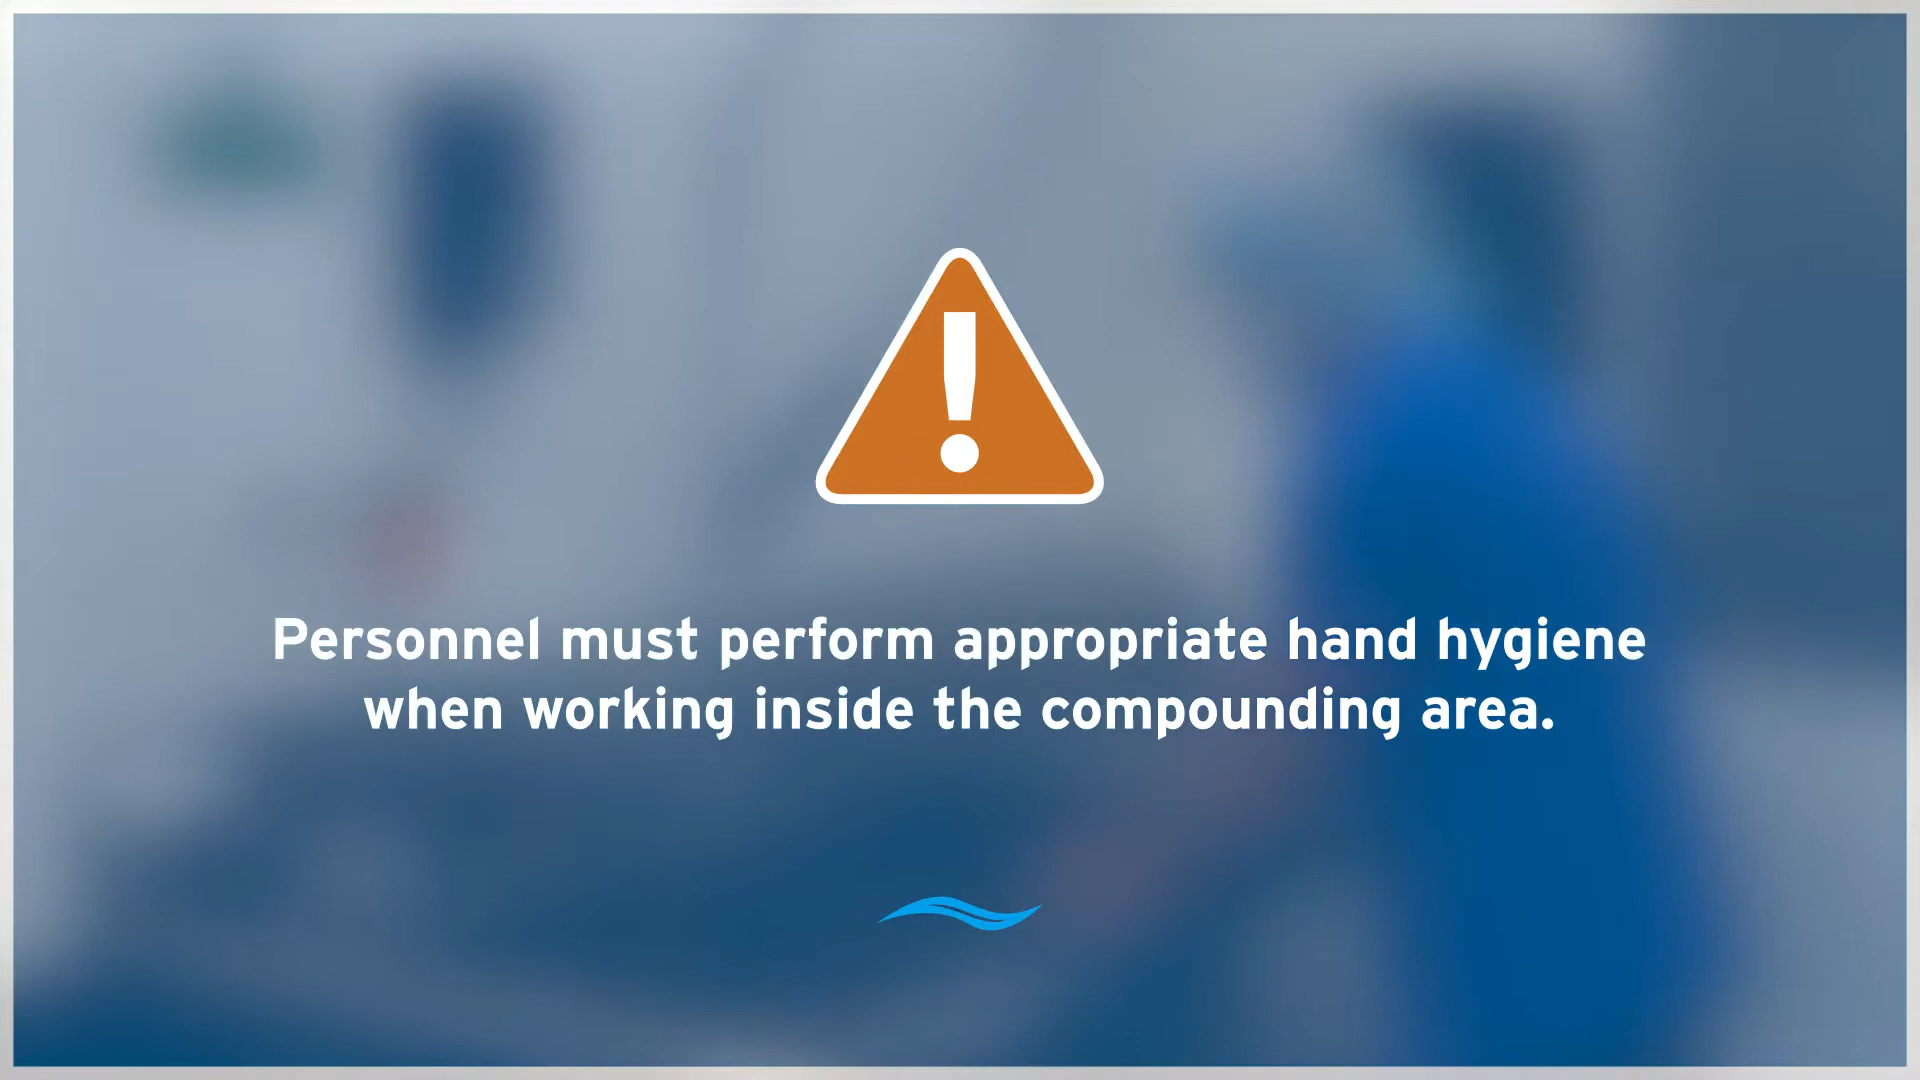 Personnel must perform appropriate hand hygiene
when working inside the compounding area.